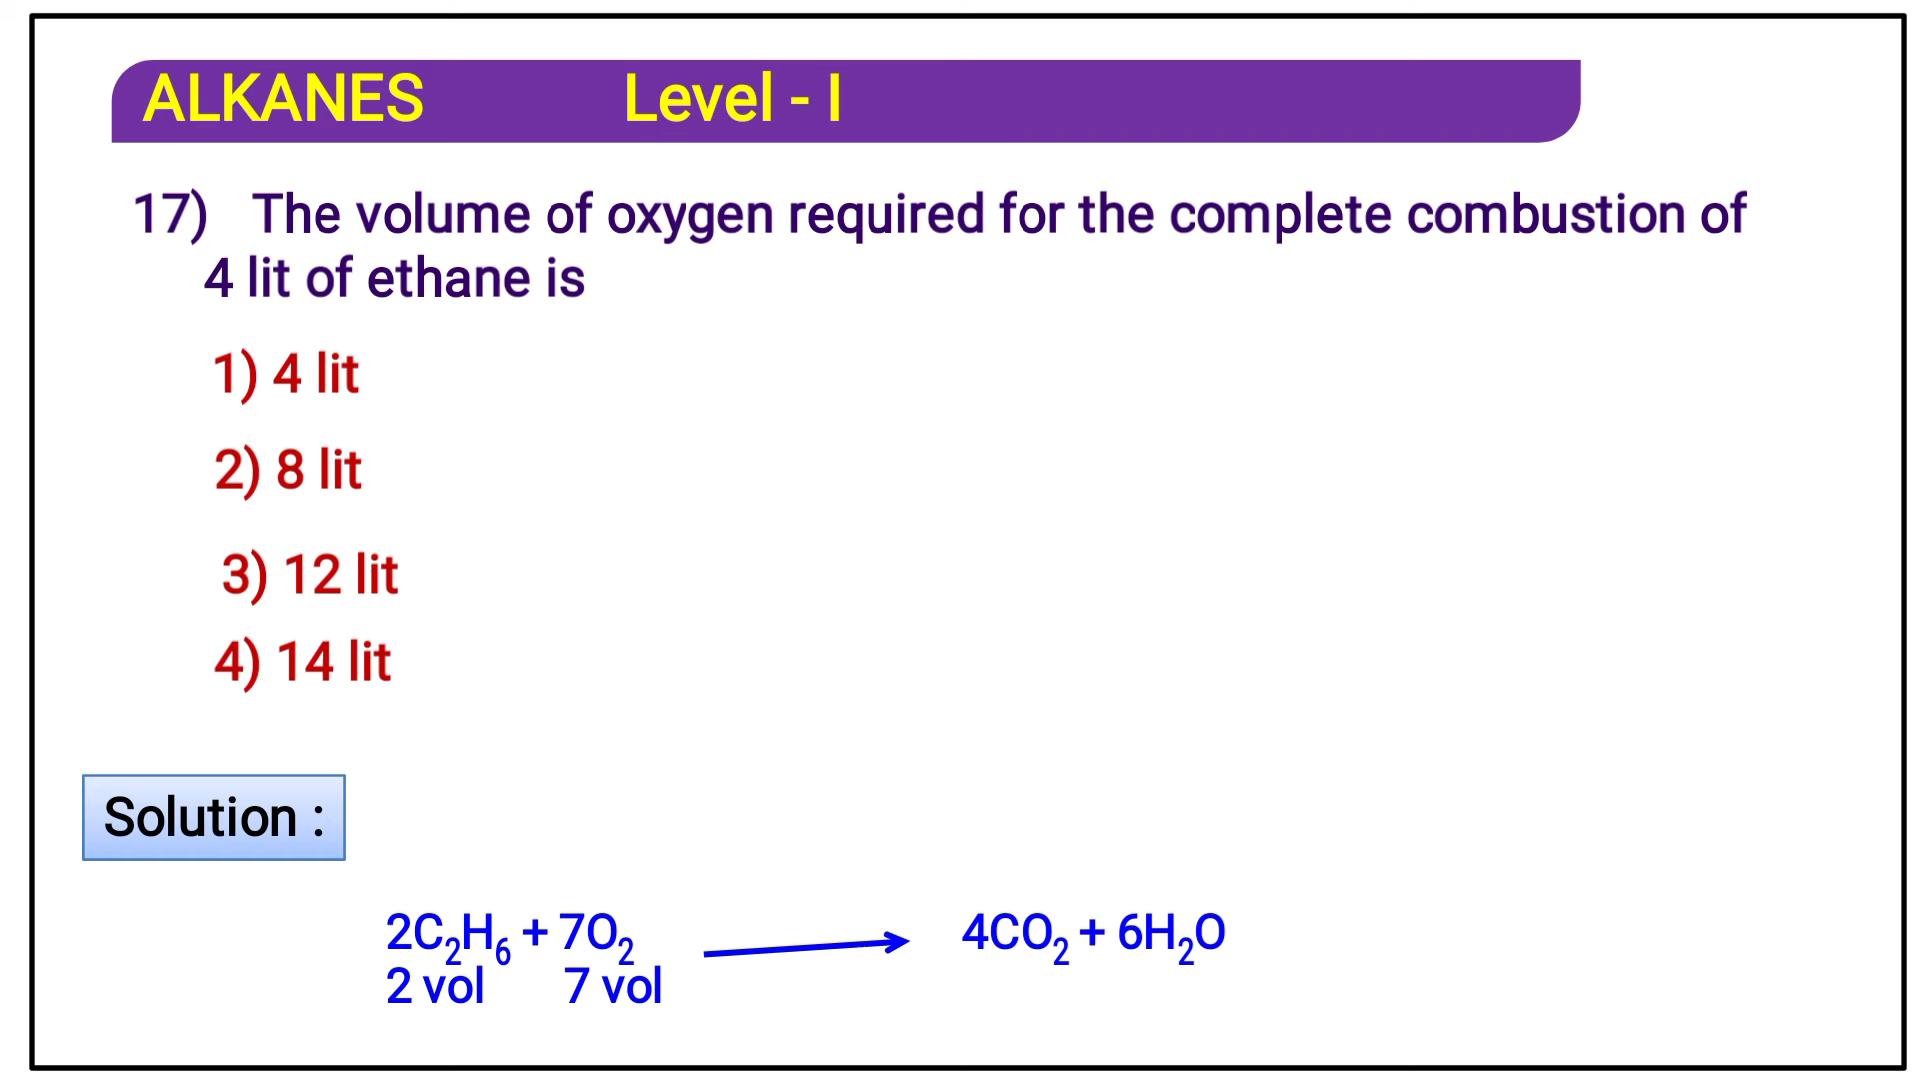 ALKANES Level - I
17) The volume of oxygen required for the complete combustion of
4 lit of ethane is
1) 4 lit
2) 8 lit
3) 12 lit
4) 14 lit
Solution :
2C₂H₆ + 7O₂ → 4CO₂ + 6H₂O
2 vol 7 vol